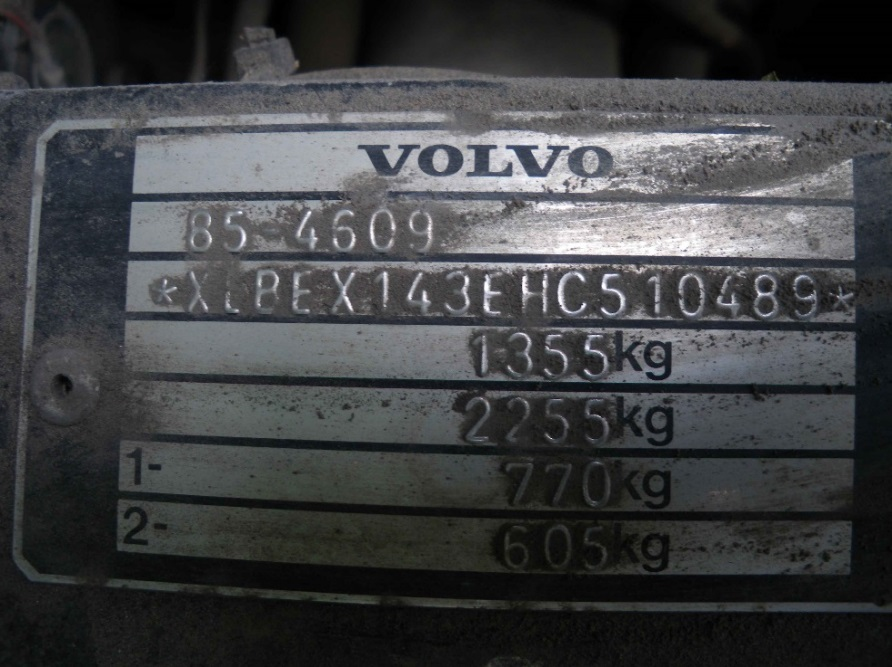 VOLVO
85-4609
*XLBEX143EHC510489*
1355kg
2255kg
1- 770kg
2- 605kg